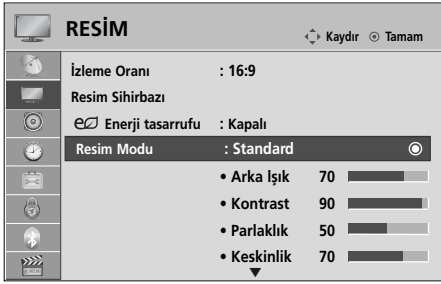 RESİM
Kaydır Tamam
İzleme Oranı : 16:9
Resim Sihirbazı
Enerji tasarrufu : Kapalı
Resim Modu : Standard
• Arka Işık 70
• Kontrast 90
• Parlaklık 50
• Keskinlik 70